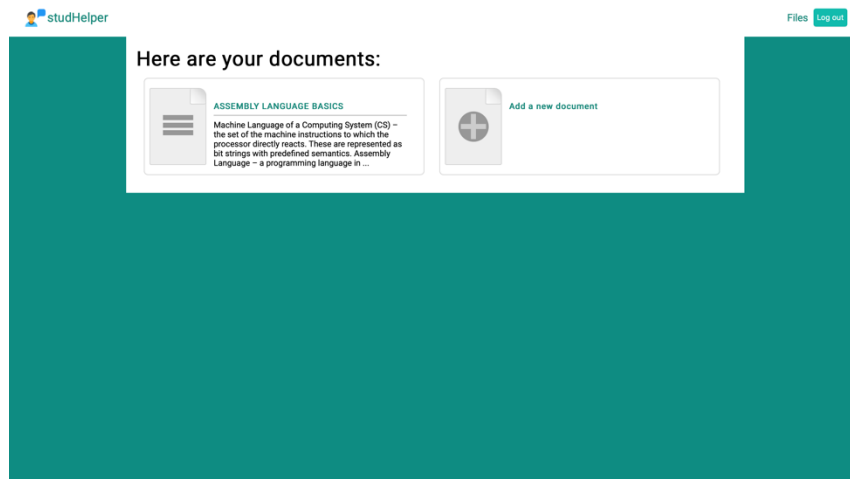 studHelper
Files
Log out
Here are your documents:
ASSEMBLY LANGUAGE BASICS
Machine Language of a Computing System (CS) –
the set of the machine instructions to which the
processor directly reacts. These are represented as
bit strings with predefined semantics. Assembly
Language – a programming language in ...
Add a new document